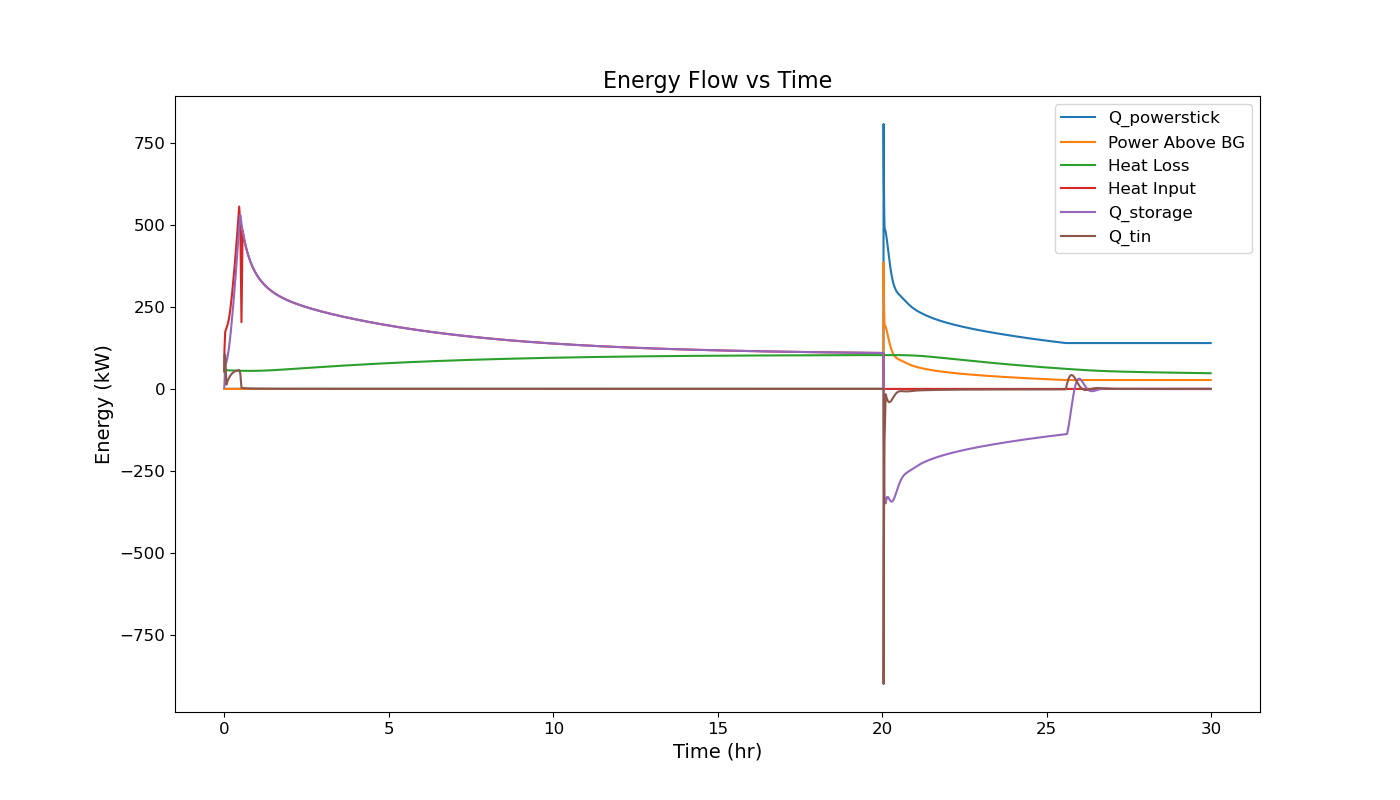 Energy Flow vs Time
Energy (kW)
750
500
250
0
−250
−500
−750
Q_powerstick
Power Above BG
Heat Loss
Heat Input
Q_storage
Q_tin
0 5 10 15 20 25 30
Time (hr)